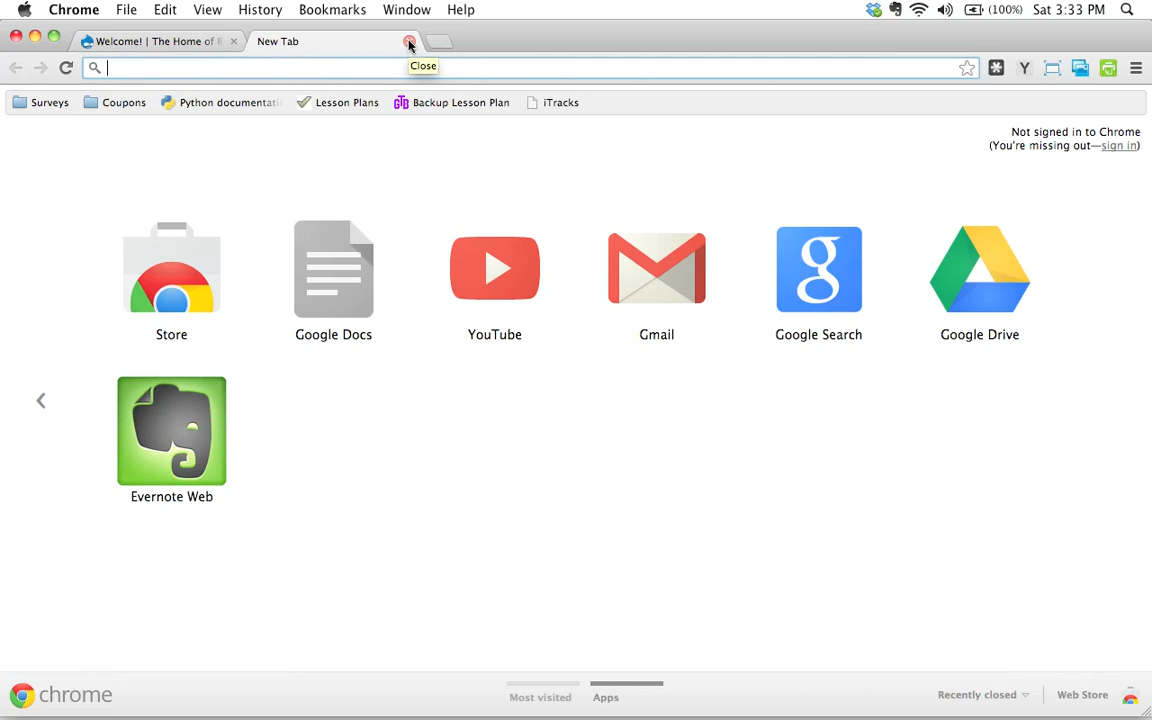 Chrome File Edit View History Bookmarks Window Help (100%) Sat 3:33 PM
Welcome! | The Home of R New Tab
Close
Surveys Coupons Python documentati Lesson Plans GTB Backup Lesson Plan iTracks
Not signed in to Chrome
(You're missing out—sign in)
Store Google Docs YouTube Gmail Google Search Google Drive
Evernote Web
chrome Most visited Apps Recently closed Web Store